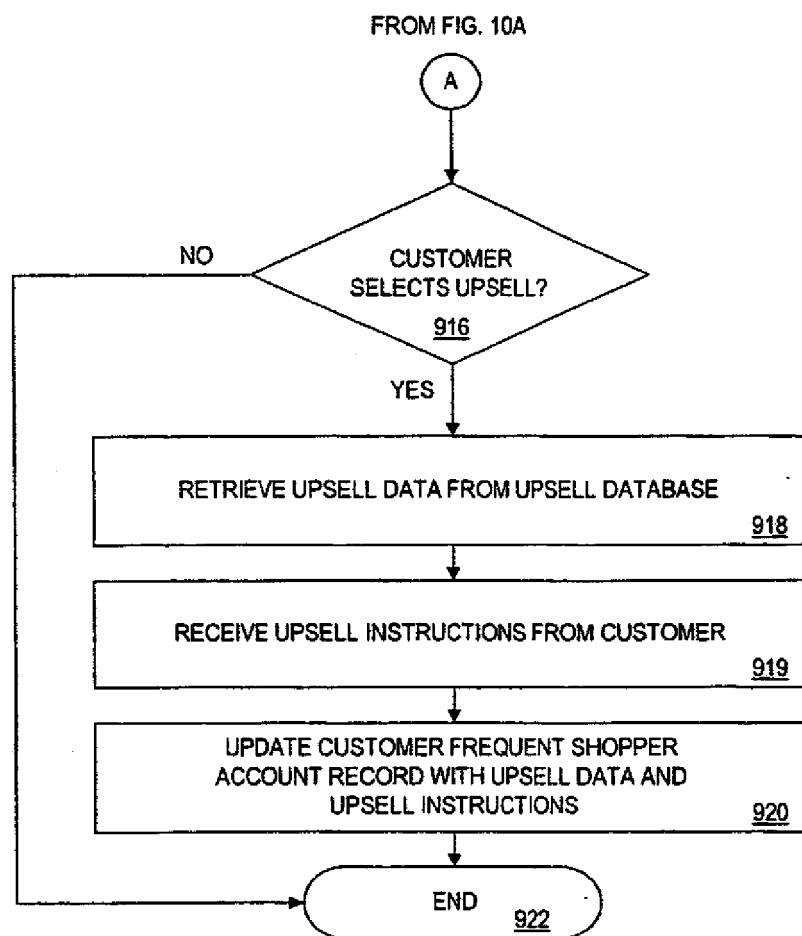 FROM FIG. 10A
A
NO
CUSTOMER
SELECTS UPSELL?
916
YES
RETRIEVE UPSELL DATA FROM UPSELL DATABASE
918
RECEIVE UPSELL INSTRUCTIONS FROM CUSTOMER
919
UPDATE CUSTOMER FREQUENT SHOPPER
ACCOUNT RECORD WITH UPSELL DATA AND
UPSELL INSTRUCTIONS
920
END
922